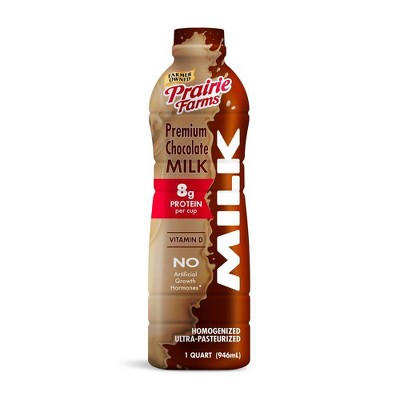 FARMER
OWNED
Prairie
Farms
Premium
Chocolate
MILK
8g
PROTEIN
per cup
VITAMIN D
NO
Artificial
Growth
Hormones*
MILK
HOMOGENIZED
ULTRA-PASTEURIZED
1 QUART (946mL)